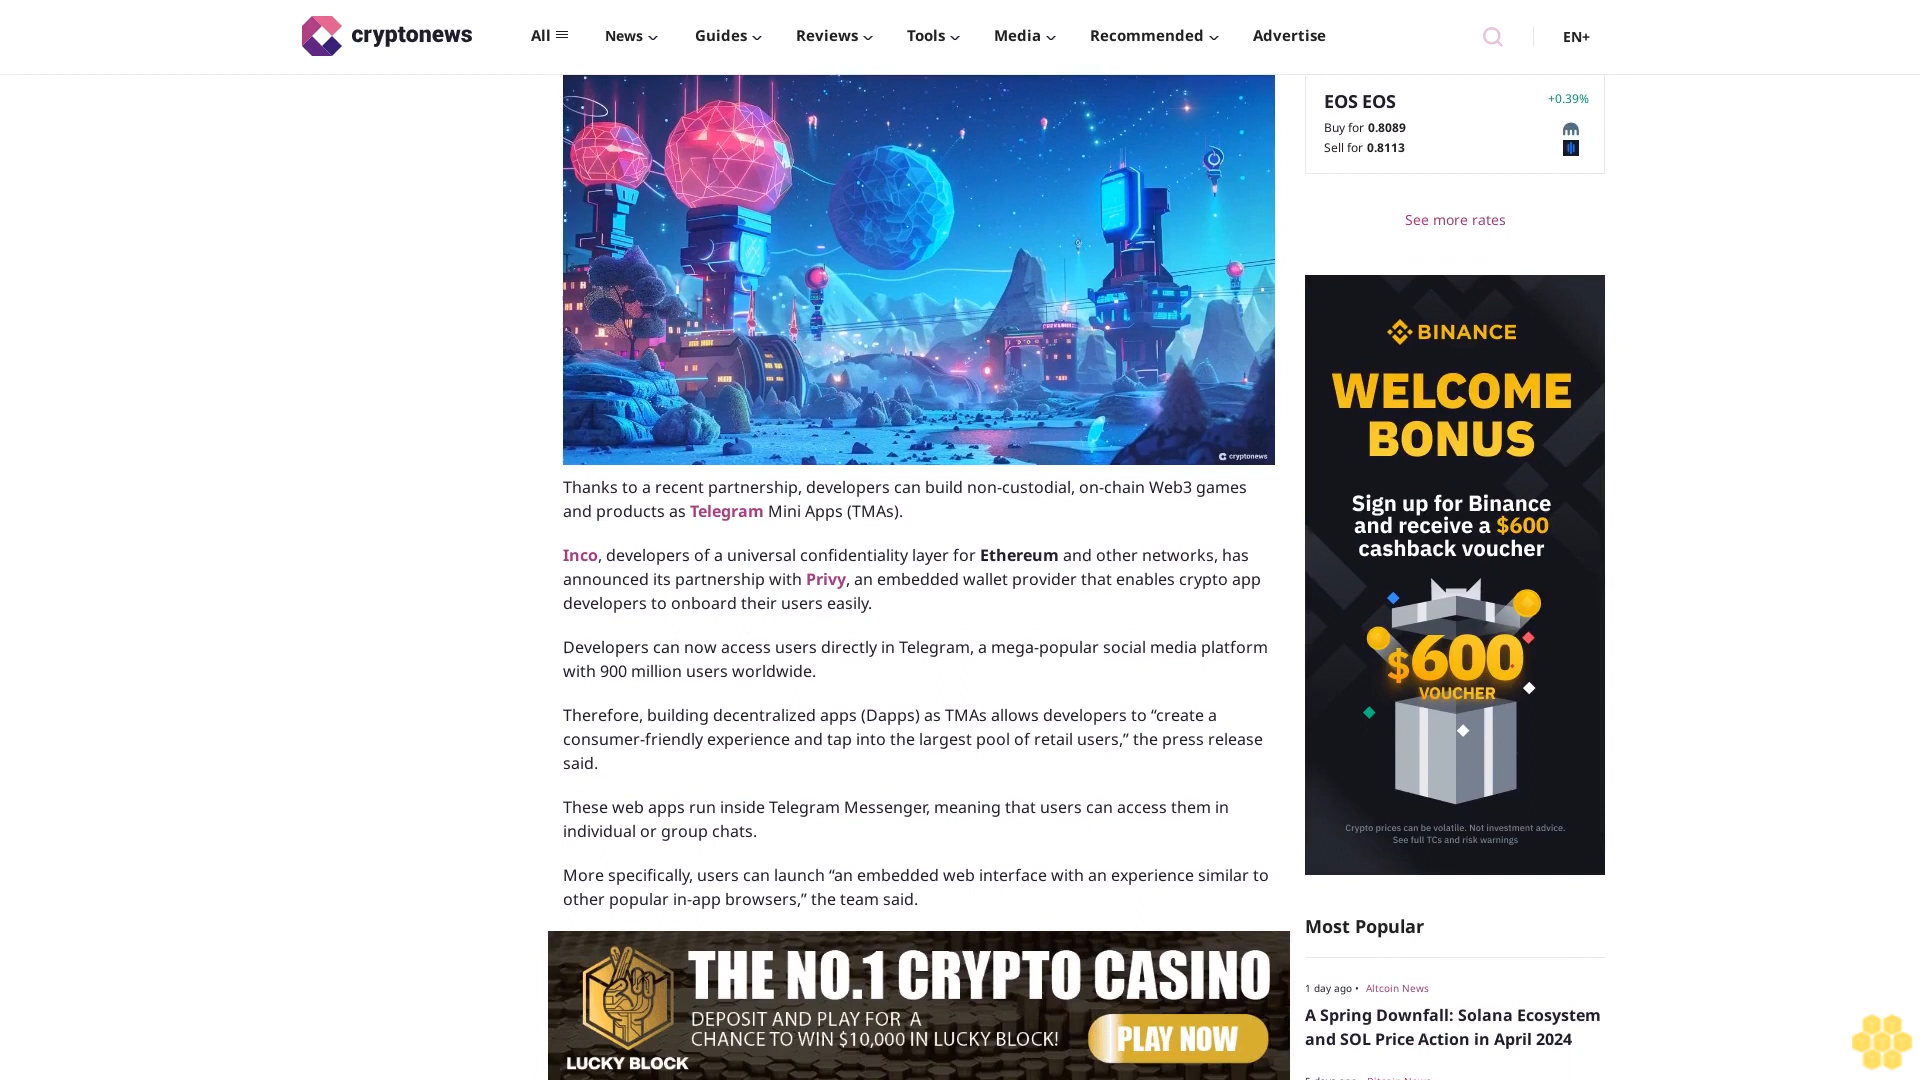 cryptonews
All
News
Guides
Reviews
Tools
Media
Recommended
Advertise
EN+
cryptonews
Thanks to a recent partnership, developers can build non-custodial, on-chain Web3 games
and products as Telegram Mini Apps (TMAs).
Inco, developers of a universal confidentiality layer for Ethereum and other networks, has
announced its partnership with Privy, an embedded wallet provider that enables crypto app
developers to onboard their users easily.
Developers can now access users directly in Telegram, a mega-popular social media platform
with 900 million users worldwide.
Therefore, building decentralized apps (Dapps) as TMAs allows developers to “create a
consumer-friendly experience and tap into the largest pool of retail users,” the press release
said.
These web apps run inside Telegram Messenger, meaning that users can access them in
individual or group chats.
More specifically, users can launch “an embedded web interface with an experience similar to
other popular in-app browsers,” the team said.
THE NO.1 CRYPTO CASINO
DEPOSIT AND PLAY FOR A
CHANCE TO WIN $10,000 IN LUCKY BLOCK!
PLAY NOW
LUCKY BLOCK
EOS EOS
+0.39%
Buy for 0.8089
Sell for 0.8113
See more rates
BINANCE
WELCOME
BONUS
Sign up for Binance
and receive a $600
cashback voucher
$600
VOUCHER
Crypto prices can be volatile. Not investment advice.
See full TCs and risk warnings
Most Popular
1 day ago • Altcoin News
A Spring Downfall: Solana Ecosystem
and SOL Price Action in April 2024